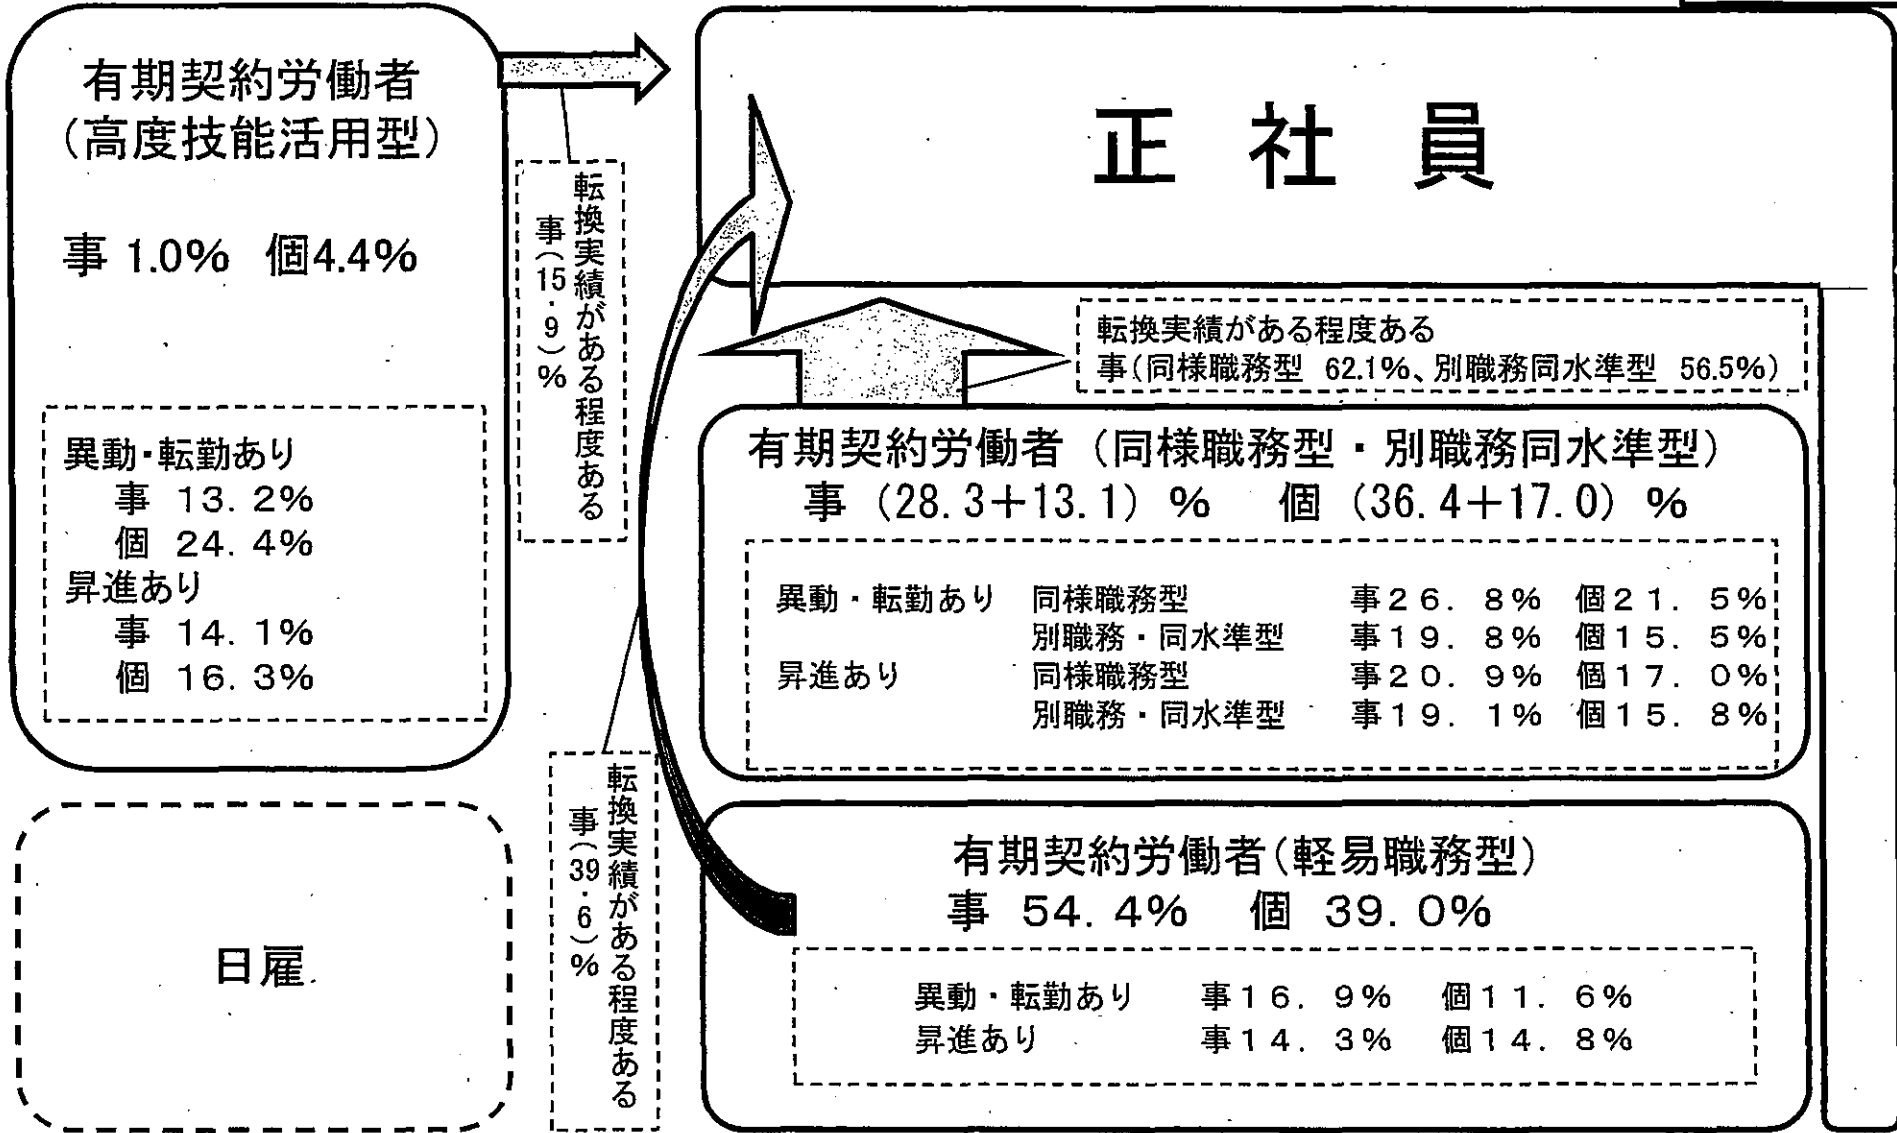 有期契約労働者
（高度技能活用型）
事 1.0% 個4.4%
異動・転勤あり
事 13.2%
個 24.4%
昇進あり
事 14.1%
個 16.3%
転換実績がある程度ある
事（15.9）%
正社員
転換実績がある程度ある
事（同様職務型 62.1%、別職務同水準型 56.5%）
有期契約労働者（同様職務型・別職務同水準型）
事（28.3＋13.1）% 個（36.4＋17.0）%
異動・転勤あり 同様職務型 事２６．８％ 個２１．５％
別職務・同水準型 事１９．８％ 個１５．５％
昇進あり 同様職務型 事２０．９％ 個１７．０％
別職務・同水準型 事１９．１％ 個１５．８％
日雇
転換実績がある程度ある
事（39.6）%
有期契約労働者（軽易職務型）
事 ５４．４％ 個 ３９．０％
異動・転勤あり 事１６．９％ 個１１．６％
昇進あり 事１４．３％ 個１４．８％